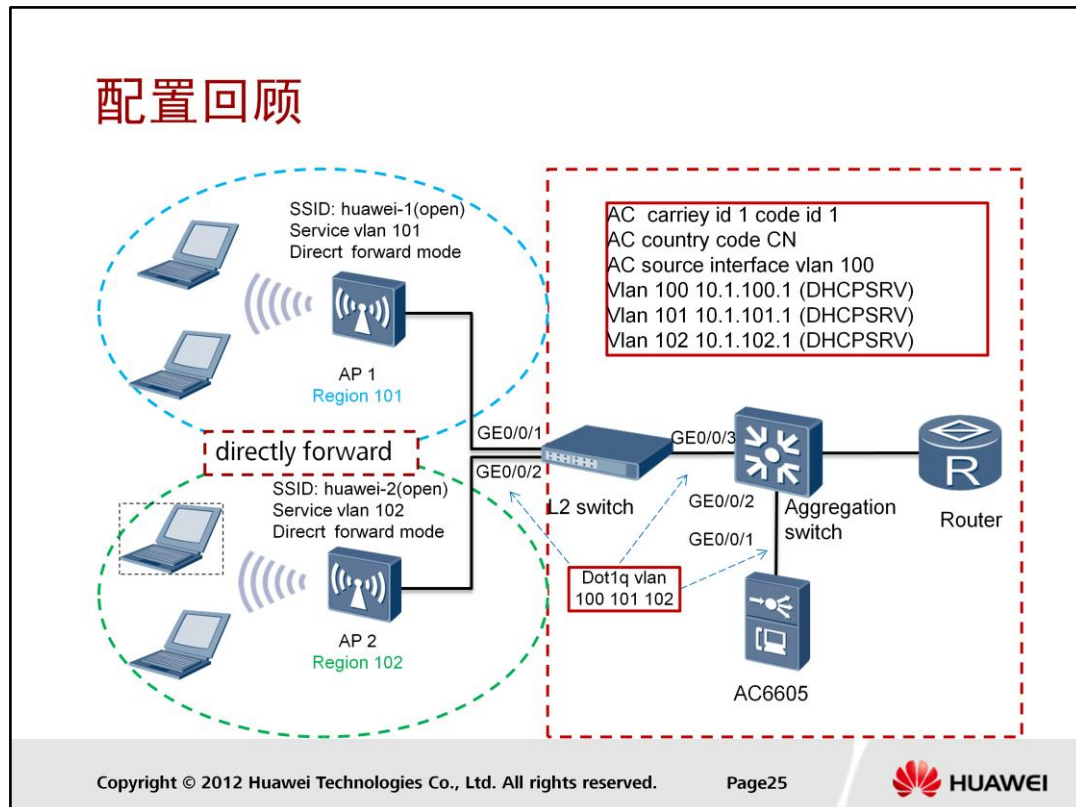 配置回顾
SSID: huawei-1(open)
Service vlan 101
Direcrt forward mode
AP 1
Region 101
directly forward
SSID: huawei-2(open)
Service vlan 102
Direcrt forward mode
AP 2
Region 102
AC carriey id 1 code id 1
AC country code CN
AC source interface vlan 100
Vlan 100 10.1.100.1 (DHCPSRV)
Vlan 101 10.1.101.1 (DHCPSRV)
Vlan 102 10.1.102.1 (DHCPSRV)
GE0/0/1
GE0/0/2
L2 switch
GE0/0/3
GE0/0/2
GE0/0/1
Aggregation
switch
R
Router
Dot1q vlan
100 101 102
AC6605
Copyright © 2012 Huawei Technologies Co., Ltd. All rights reserved.
Page25
HUAWEI